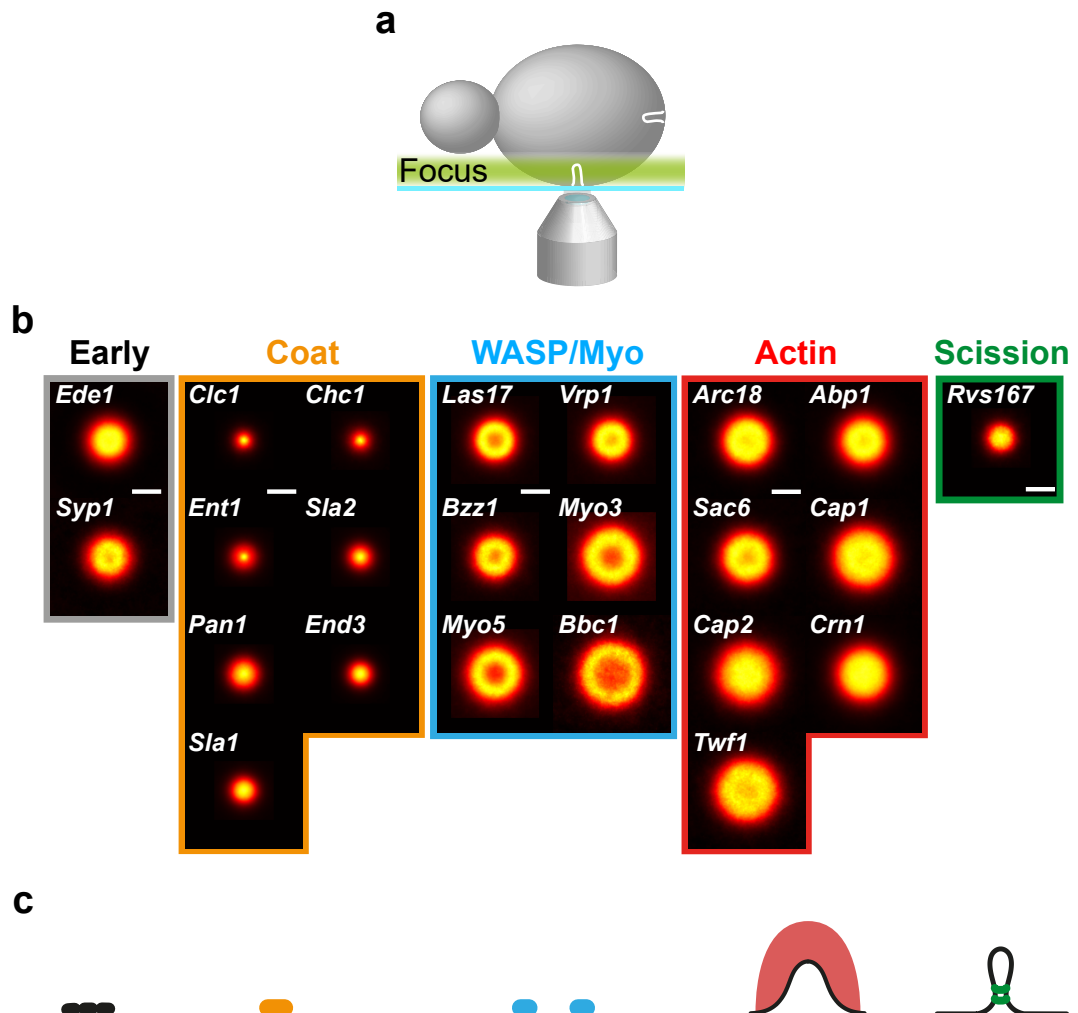 a
Focus
b
Early
Coat
WASP/Myo
Actin
Scission
Ede1
Clc1
Chc1
Las17
Vrp1
Arc18
Abp1
Rvs167
Syp1
Ent1
Sla2
Bzz1
Myo3
Sac6
Cap1
Pan1
End3
Myo5
Bbc1
Cap2
Crn1
Sla1
Twf1
c